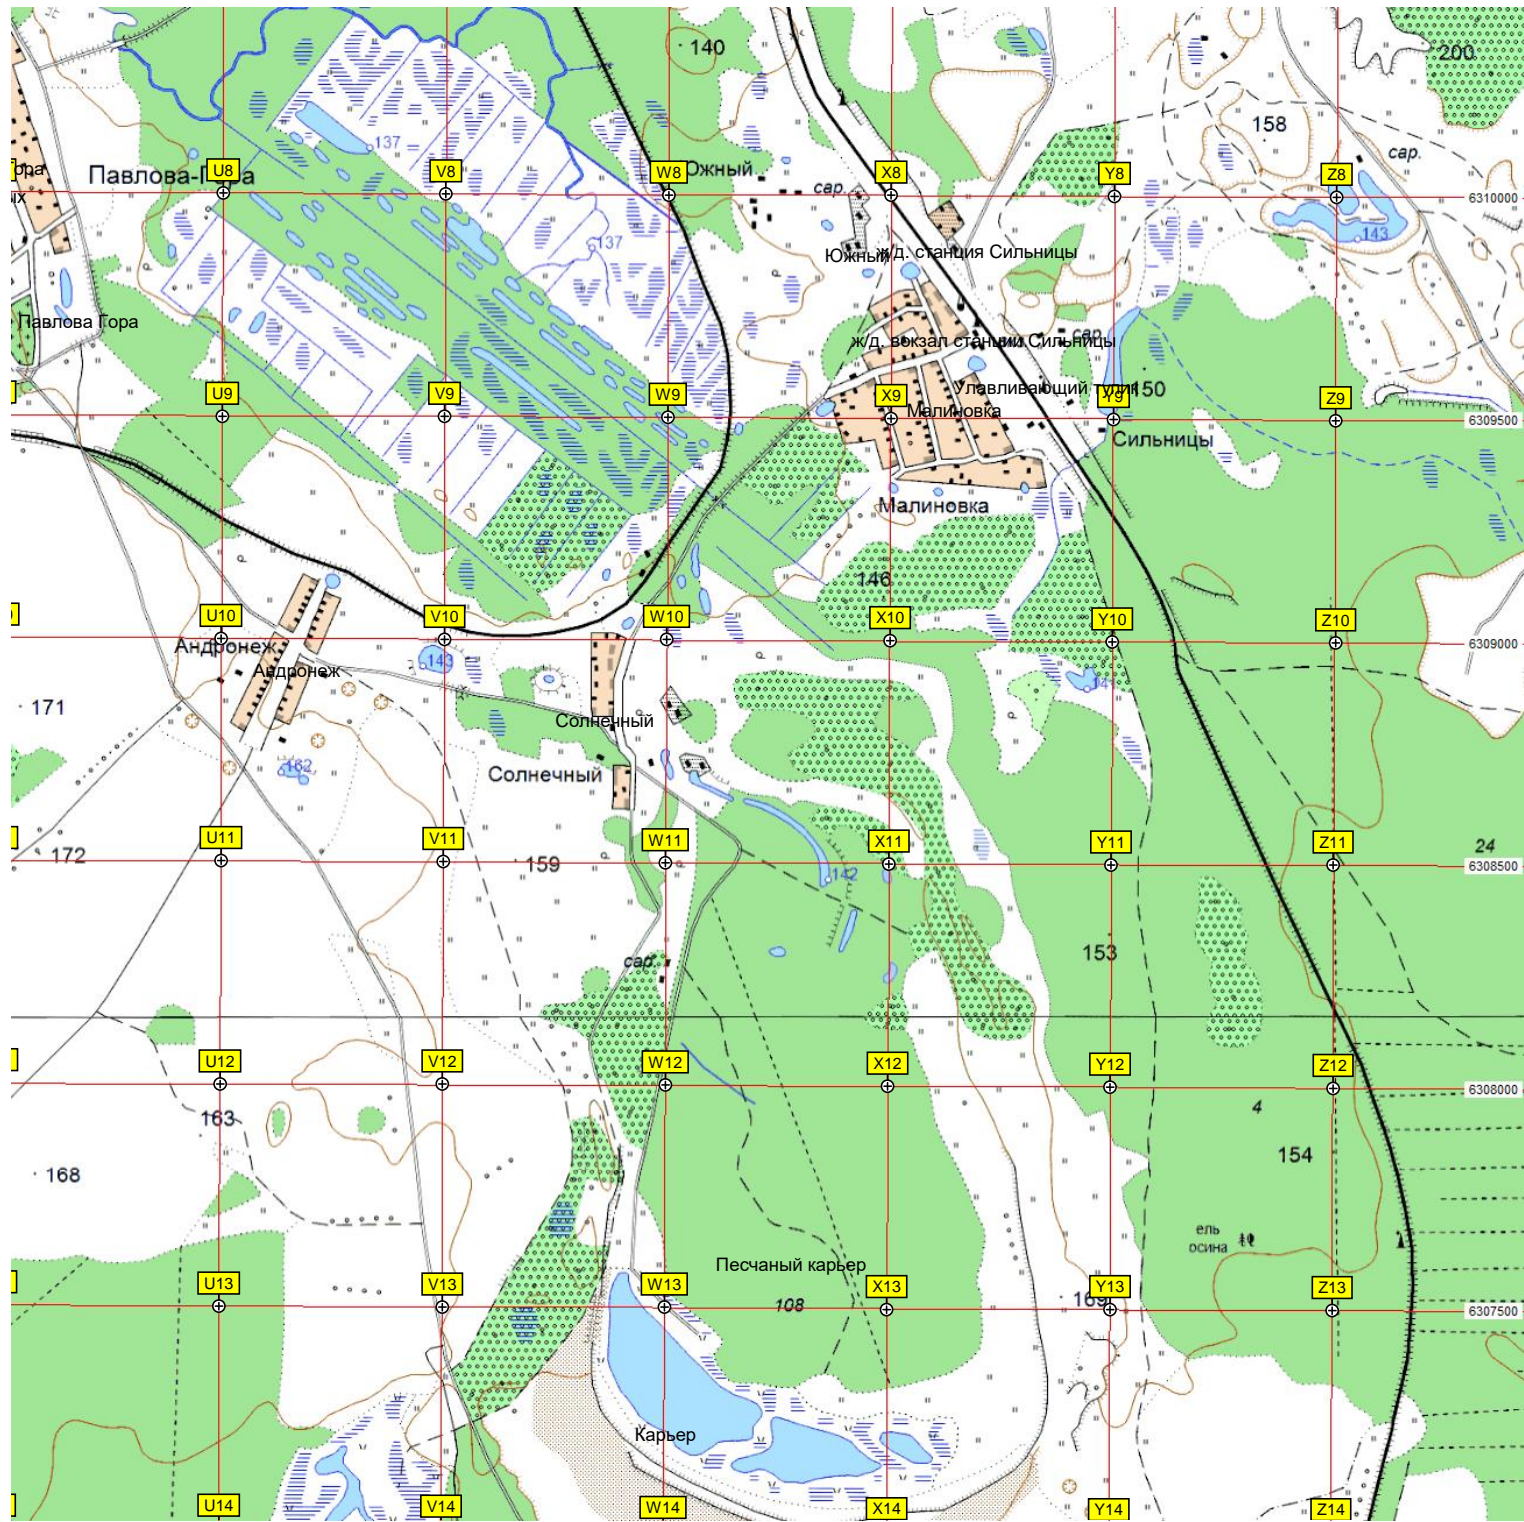 140
200
158
137
сар.
ора
Павлова-Гора
U8
V8
W8
Южный
сар.
X8
Y8
Z8
6310000
ых
137
143
Южный
ж/д. станция Сильницы
Павлова Гора
сар.
ж/д. вокзал станции Сильницы
U9
V9
W9
X9
Улавливающий тупик
150
Y9
Z9
Малиновка
6309500
Сильницы
Малиновка
146
U10
V10
W10
X10
Y10
Z10
Андронеж
6309000
143
Андронеж
141
171
Солнечный
162
Солнечный
U11
V11
W11
X11
Y11
Z11
24
172
159
6308500
142
153
сар.
U12
V12
W12
X12
Y12
Z12
6308000
163
4
154
168
ель
осина
Песчаный карьер
U13
V13
W13
X13
Y13
Z13
108
169
6307500
Карьер
U14
V14
W14
X14
Y14
Z14